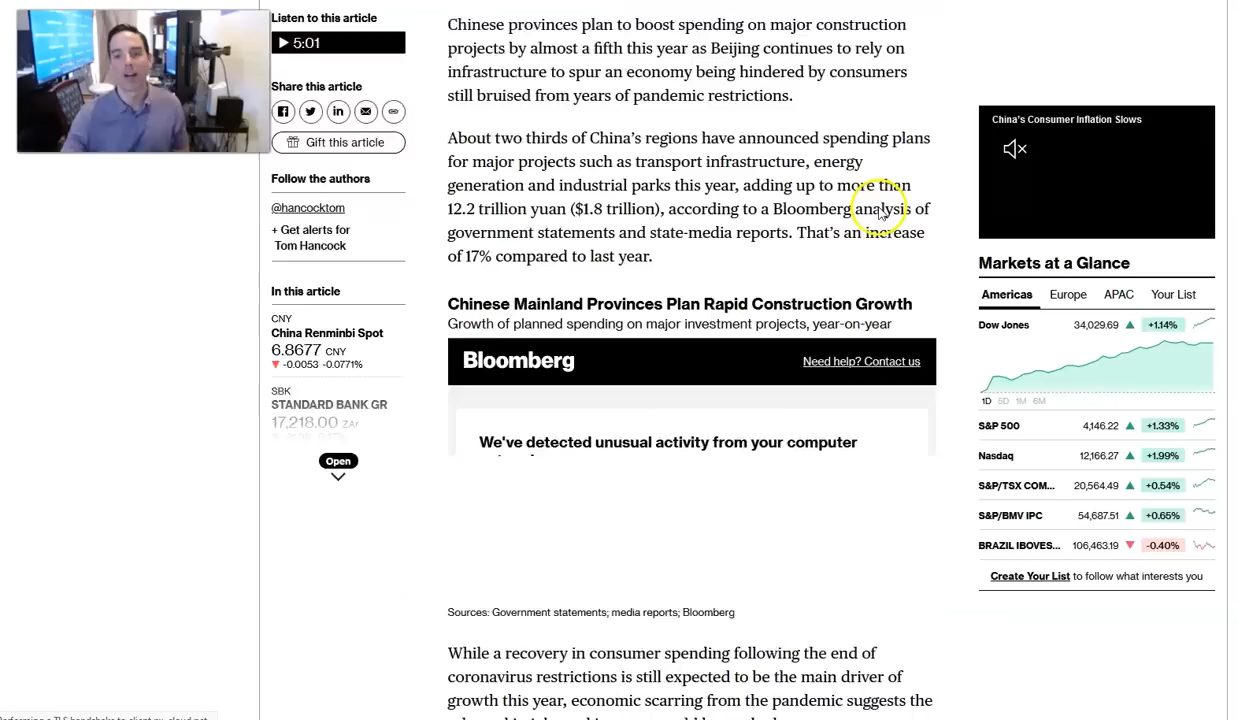 Listen to this article
5:01
Share this article
Gift this article
Follow the authors
@hancocktom
+ Get alerts for
Tom Hancock
In this article
CNY
China Renminbi Spot
6.8677 CNY
-0.0053 -0.0771%
SBK
STANDARD BANK GR
17,218.00 ZAr
Open
Chinese provinces plan to boost spending on major construction
projects by almost a fifth this year as Beijing continues to rely on
infrastructure to spur an economy being hindered by consumers
still bruised from years of pandemic restrictions.
About two thirds of China's regions have announced spending plans
for major projects such as transport infrastructure, energy
generation and industrial parks this year, adding up to more than
12.2 trillion yuan ($1.8 trillion), according to a Bloomberg analysis of
government statements and state-media reports. That's an increase
of 17% compared to last year.
Chinese Mainland Provinces Plan Rapid Construction Growth
Growth of planned spending on major investment projects, year-on-year
Bloomberg
Need help? Contact us
We've detected unusual activity from your computer
Sources: Government statements; media reports; Bloomberg
While a recovery in consumer spending following the end of
coronavirus restrictions is still expected to be the main driver of
growth this year, economic scarring from the pandemic suggests the
China's Consumer Inflation Slows
Markets at a Glance
Americas Europe APAC Your List
Dow Jones 34,029.69 +1.14%
1D 5D 1M 6M
S&P 500 4,146.22 +1.33%
Nasdaq 12,166.27 +1.99%
S&P/TSX COM... 20,564.49 +0.54%
S&P/BMV IPC 54,687.51 +0.65%
BRAZIL IBOVES... 106,463.19 -0.40%
Create Your List to follow what interests you